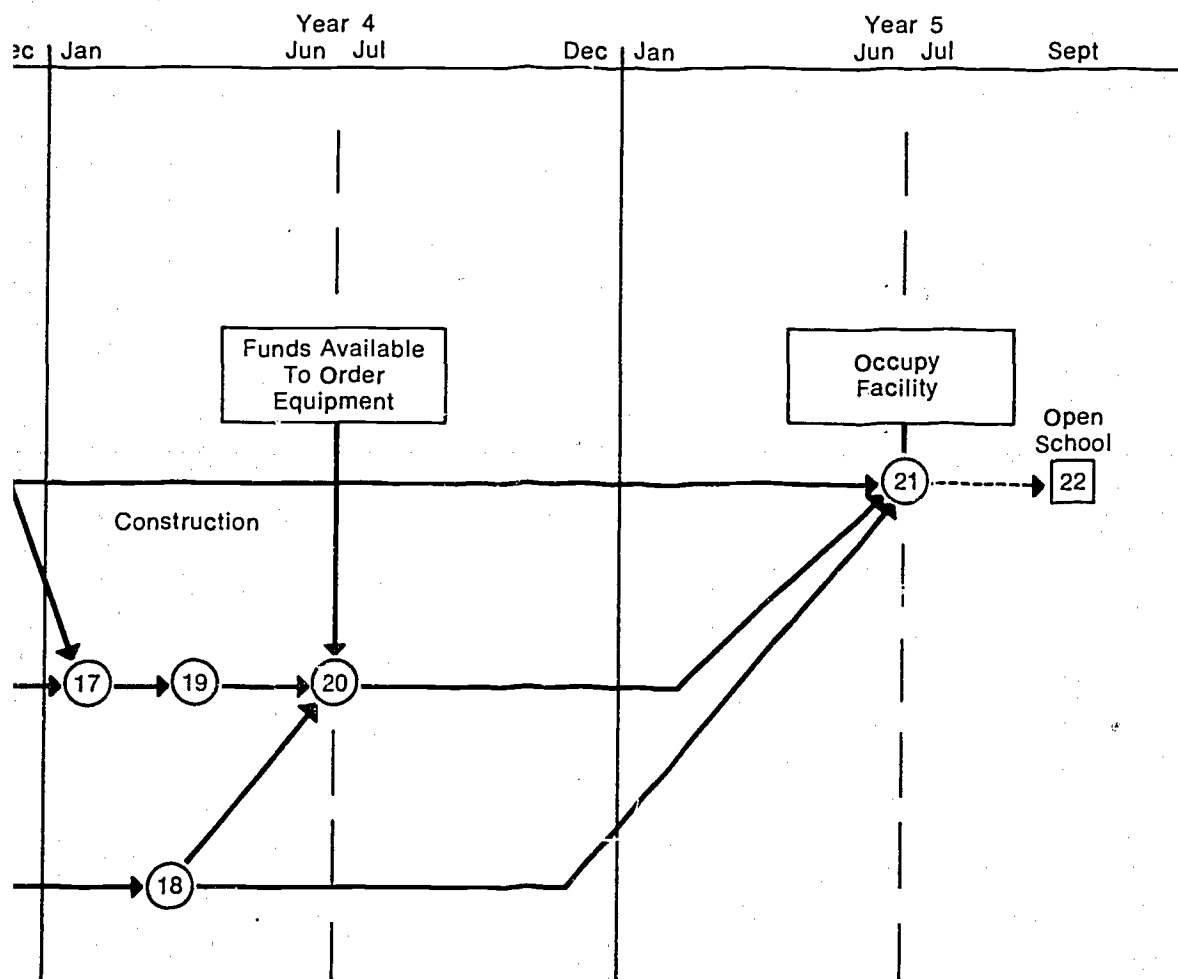 Year 4
Year 5
ec Jan Jun Jul Dec Jan Jun Jul Sept
Funds Available
To Order
Equipment
Occupy
Facility
Open
School
21 22
Construction
17 19 20
18